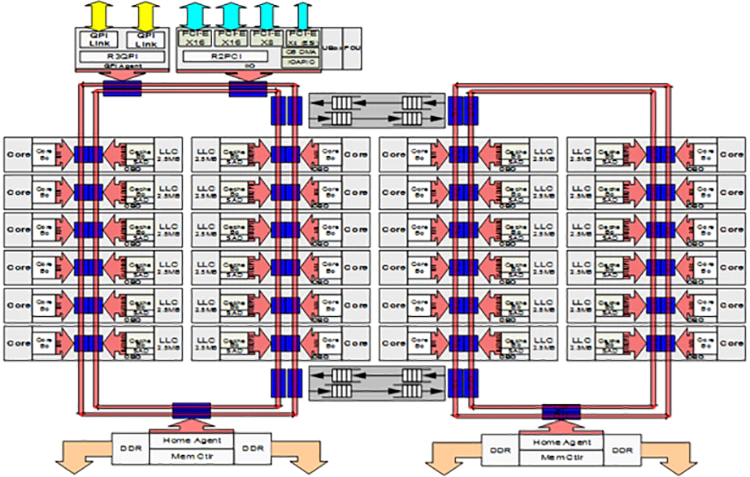 QPI Link
QPI Link
PCI-E X16
PCI-E X16
PCI-E X8
PCI-E X4 (ESI)
R3QPI
R2PCI
CB DMA
IOAPIC
UBox
PCU
QPI Agent
IIO
Core Core Bo Cache Bo SAD CBO LLC 2.5MB LLC 2.5MB Cache Bo SAD CBO Core Bo Core Core Core Bo Cache Bo SAD CBO LLC 2.5MB LLC 2.5MB Cache Bo SAD CBO Core Bo Core
Core Core Bo Cache Bo SAD CBO LLC 2.5MB LLC 2.5MB Cache Bo SAD CBO Core Bo Core Core Core Bo Cache Bo SAD CBO LLC 2.5MB LLC 2.5MB Cache Bo SAD CBO Core Bo Core
Core Core Bo Cache Bo SAD CBO LLC 2.5MB LLC 2.5MB Cache Bo SAD CBO Core Bo Core Core Core Bo Cache Bo SAD CBO LLC 2.5MB LLC 2.5MB Cache Bo SAD CBO Core Bo Core
Core Core Bo Cache Bo SAD CBO LLC 2.5MB LLC 2.5MB Cache Bo SAD CBO Core Bo Core Core Core Bo Cache Bo SAD CBO LLC 2.5MB LLC 2.5MB Cache Bo SAD CBO Core Bo Core
Core Core Bo Cache Bo SAD CBO LLC 2.5MB LLC 2.5MB Cache Bo SAD CBO Core Bo Core Core Core Bo Cache Bo SAD CBO LLC 2.5MB LLC 2.5MB Cache Bo SAD CBO Core Bo Core
Core Core Bo Cache Bo SAD CBO LLC 2.5MB LLC 2.5MB Cache Bo SAD CBO Core Bo Core Core Core Bo Cache Bo SAD CBO LLC 2.5MB LLC 2.5MB Cache Bo SAD CBO Core Bo Core
DDR
Home Agent
Mem Ctlr
DDR
DDR
Home Agent
Mem Ctlr
DDR